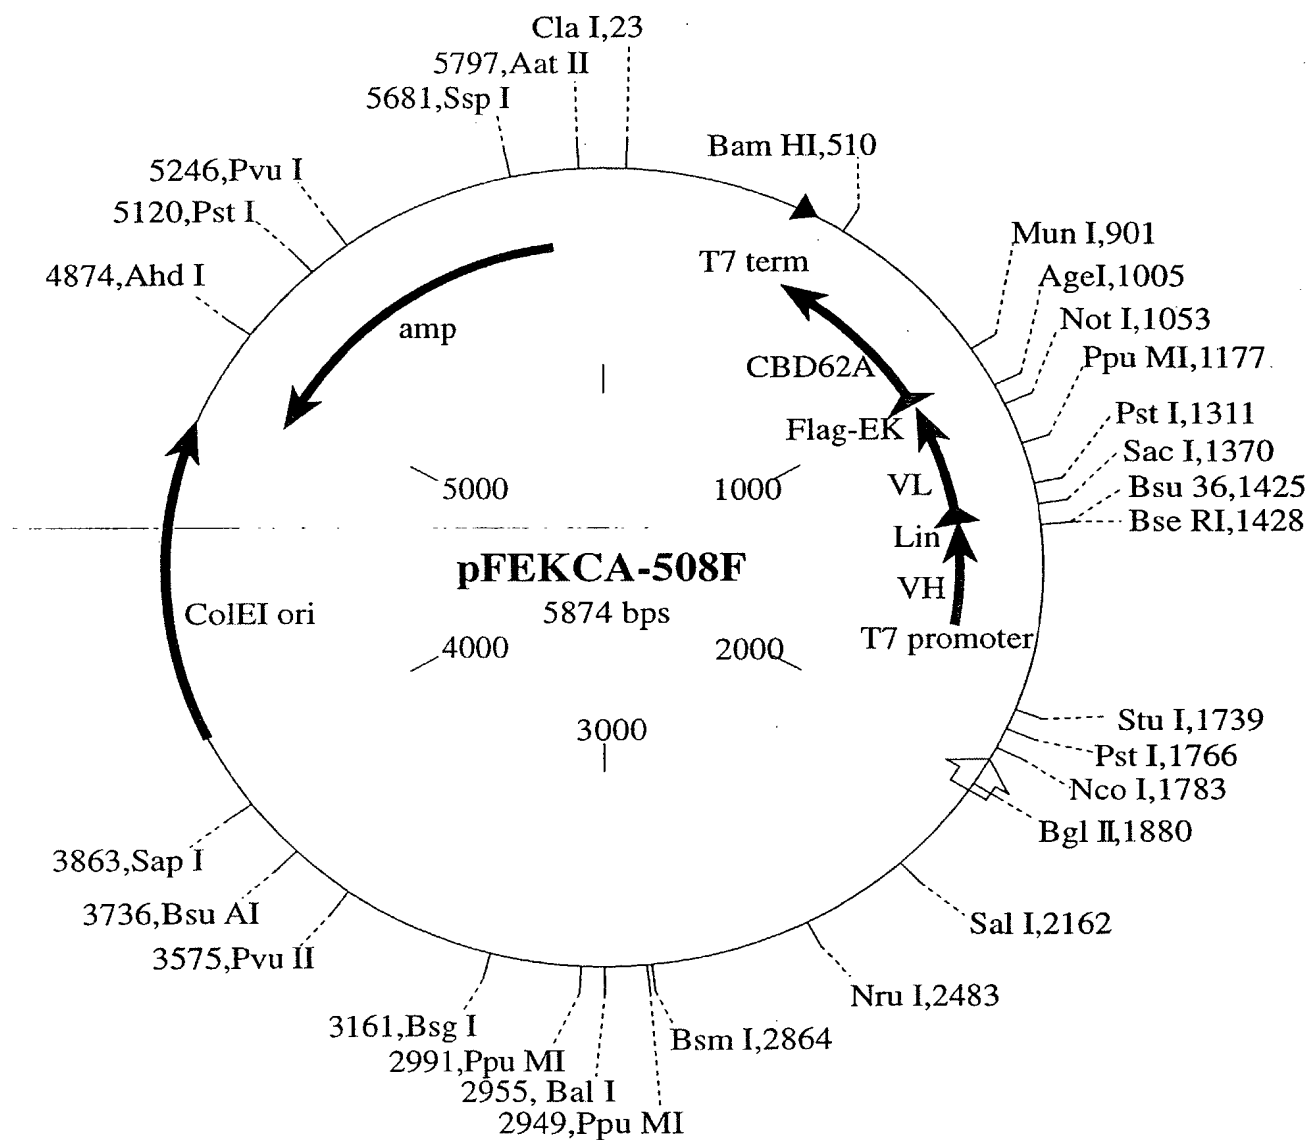 Cla I,23
5797,Aat II
5681,Ssp I
Bam HI,510
5246,Pvu I
5120,Pst I
4874,Ahd I
Mun I,901
AgeI,1005
Not I,1053
Ppu MI,1177
Pst I,1311
Sac I,1370
Bsu 36,1425
Bse RI,1428
T7 term
amp
CBD62A
Flag-EK
VL
Lin
VH
T7 promoter
5000
1000
pFEKCA-508F
5874 bps
ColEI ori
4000
2000
3000
Stu I,1739
Pst I,1766
Nco I,1783
Bgl II,1880
Sal I,2162
Nru I,2483
Bsm I,2864
3863,Sap I
3736,Bsu AI
3575,Pvu II
3161,Bsg I
2991,Ppu MI
2955, Bal I
2949,Ppu MI